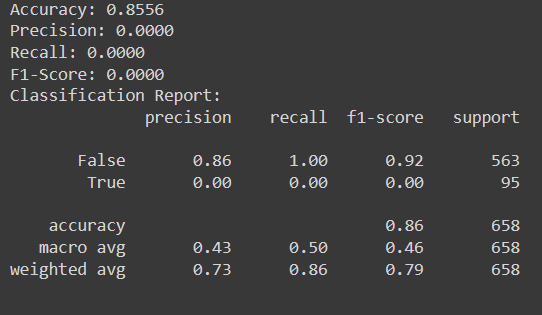 Accuracy: 0.8556
Precision: 0.0000
Recall: 0.0000
F1-Score: 0.0000
Classification Report:
precision recall f1-score support
False 0.86 1.00 0.92 563
True 0.00 0.00 0.00 95
accuracy 0.86 658
macro avg 0.43 0.50 0.46 658
weighted avg 0.73 0.86 0.79 658